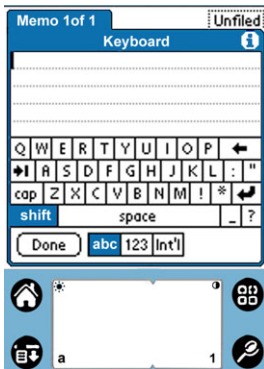 Memo 1of 1
Unfiled
Keyboard
i
Q W E R T Y U I O P
A S D F G H J K L : "
cap Z X C V B N M ! *
shift space _ ?
Done abc 123 Int'l
a 1